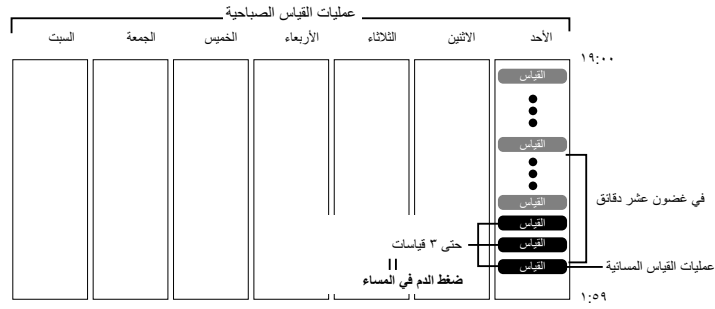 عمليات القياس الصباحية
الأحد الاثنين الثلاثاء الأربعاء الخميس الجمعة السبت
١٩:٠٠
القياس
القياس
في غضون عشر دقائق
القياس
القياس
حتى ٣ قياسات
القياس
عمليات القياس المسائية
القياس
ضغط الدم في المساء
١:٥٩